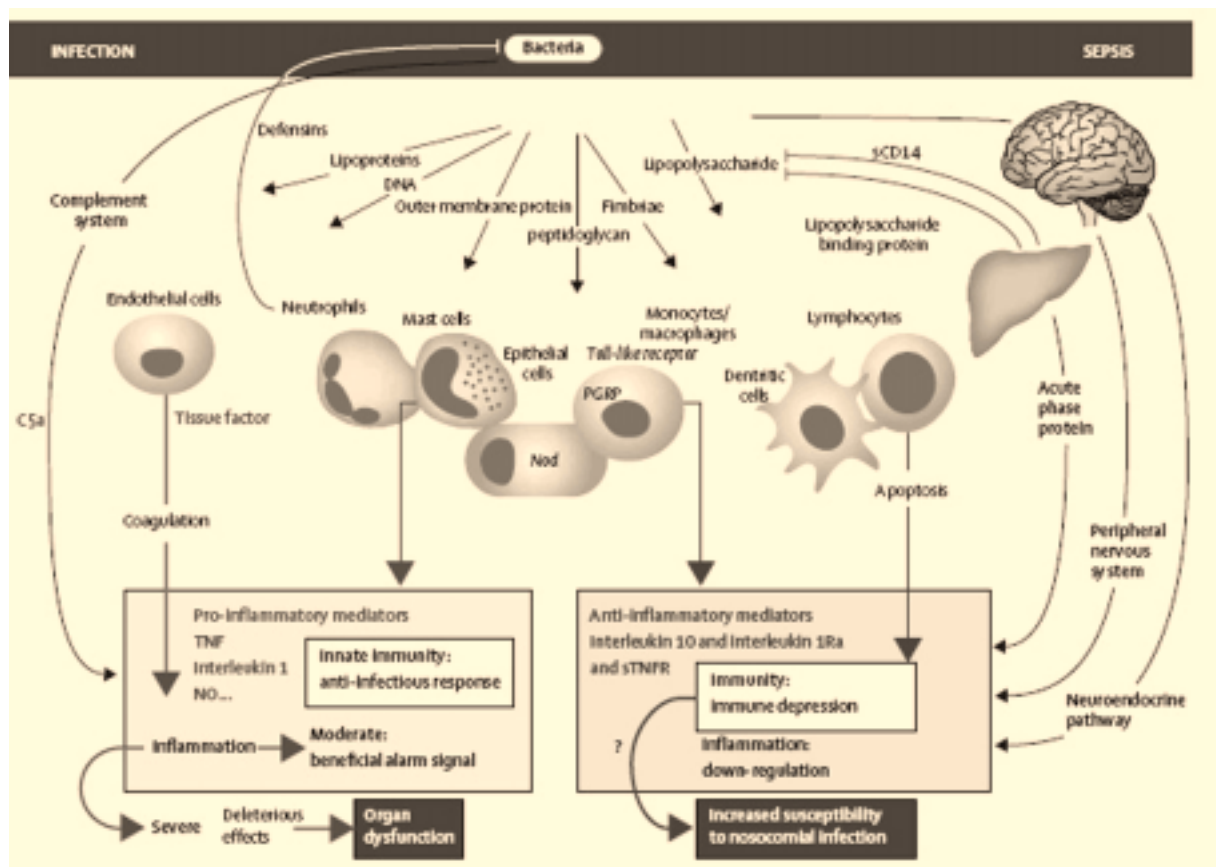 INFECTION
Bacteria
SEPSIS
Defensins
Lipoproteins
DNA
Outer membrane protein
peptidoglycan
Fimbriae
Lipopolysaccharide
sCD14
Lipopolysaccharide
binding protein
Complement
system
Endothelial cells
Neutrophils
Mast cells
Epithelial
cells
Monocytes/
macrophages
Toll-like receptor
PGRP
Nod
Lymphocytes
Dentritic
cells
C5a
Tissue factor
Coagulation
Apoptosis
Acute
phase
protein
Peripheral
nervous
system
Neuroendocrine
pathway
Pro-inflammatory mediators
TNF
Interleukin 1
NO...
Innate immunity:
anti-infectious response
Inflammation
Moderate:
beneficial alarm signal
Severe
Deleterious
effects
Organ
dysfunction
Anti-inflammatory mediators
Interleukin 10 and Interleukin 1Ra
and sTNFR
Immunity:
immune depression
?
Inflammation:
down-regulation
Increased susceptibility
to nosocomial infection